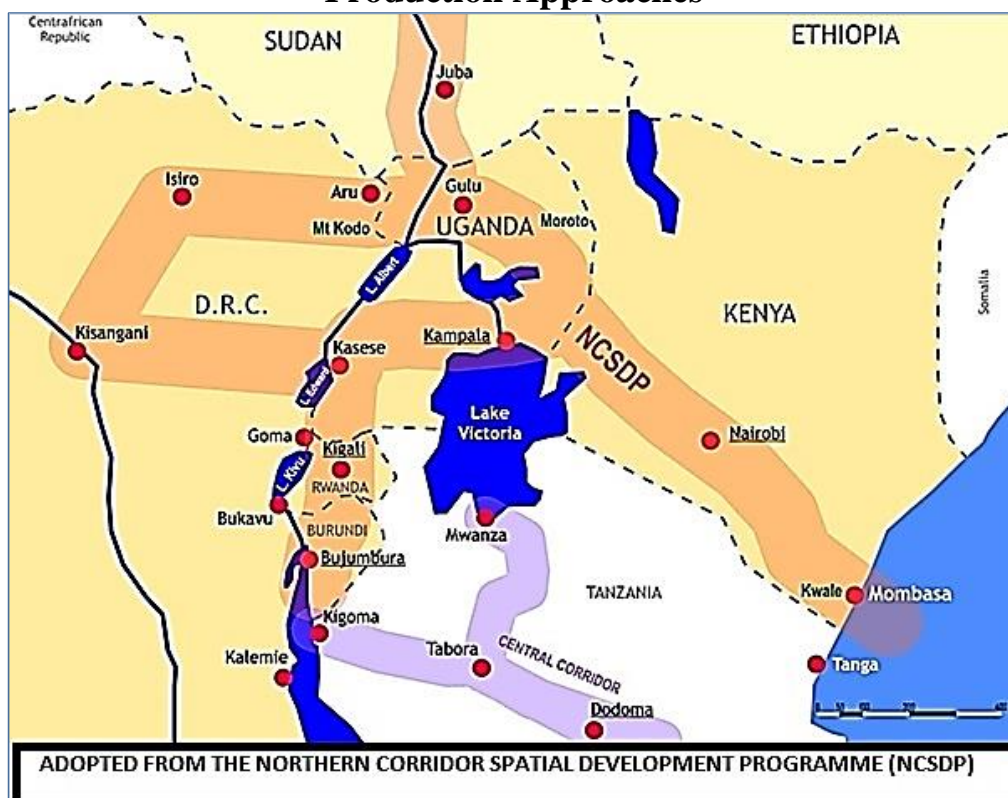 Production Approaches
Centrafrican
Republic
SUDAN
ETHIOPIA
Juba
Isiro
Aru
Gulu
Mt Kodo
UGANDA
Moroto
L. Albert
Somalia
D.R.C.
KENYA
Kisangani
Kampala
NCSDP
Kasese
L. Edward
Lake
Victoria
Nairobi
Goma
Kigali
L. Kivu
RWANDA
Bukavu
BURUNDI
Mwanza
Bujumbura
TANZANIA
Kwale
Mombasa
Kigoma
Kalemie
Tabora
CENTRAL CORRIDOR
Tanga
Dodoma
ADOPTED FROM THE NORTHERN CORRIDOR SPATIAL DEVELOPMENT PROGRAMME (NCSDP)